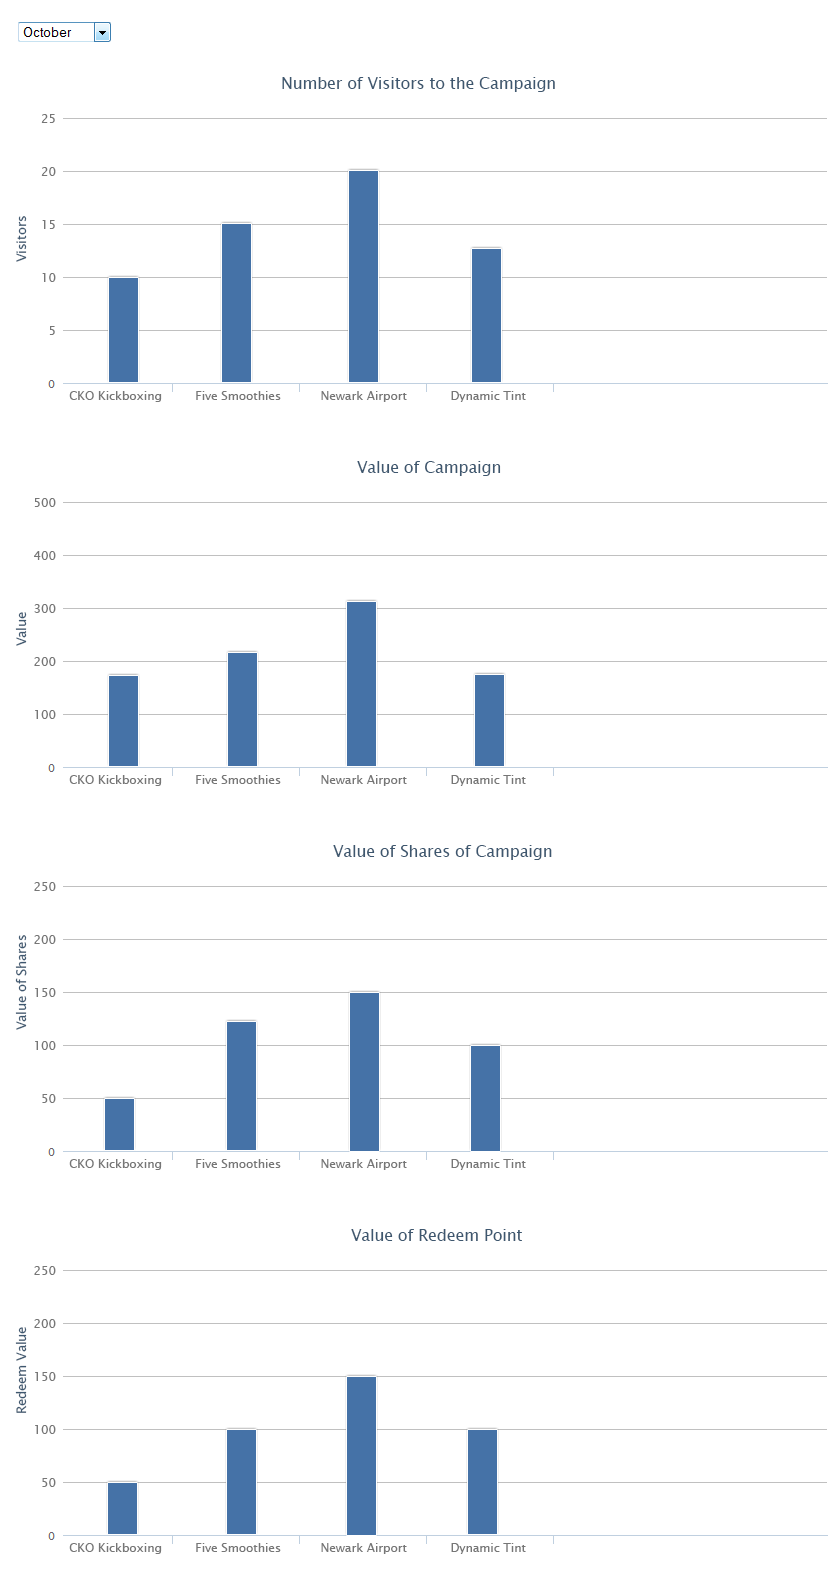 October
Number of Visitors to the Campaign
25
20
15
10
5
0
Visitors
CKO Kickboxing Five Smoothies Newark Airport Dynamic Tint
Value of Campaign
500
400
300
200
100
0
Value
CKO Kickboxing Five Smoothies Newark Airport Dynamic Tint
Value of Shares of Campaign
250
200
150
100
50
0
Value of Shares
CKO Kickboxing Five Smoothies Newark Airport Dynamic Tint
Value of Redeem Point
250
200
150
100
50
0
Redeem Value
CKO Kickboxing Five Smoothies Newark Airport Dynamic Tint